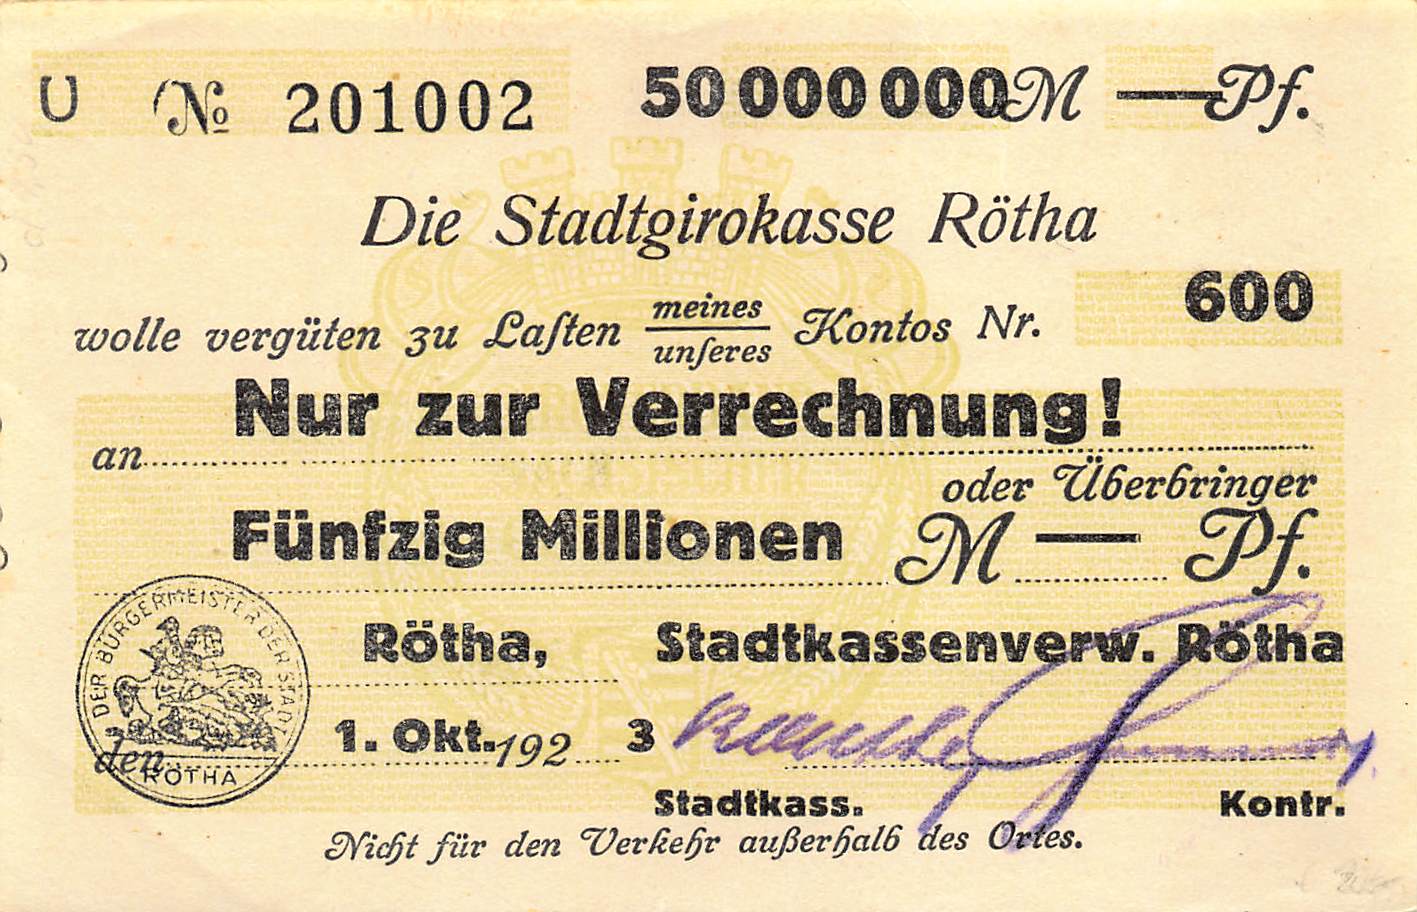 U № 201002 50 000 000 M — Pf.
Die Stadtgirokasse Rötha
wolle vergüten zu Laſten meines Kontos Nr. 600
unſeres
Nur zur Verrechnung!
an
oder Überbringer
Fünfzig Millionen M — Pf.
Rötha, Stadtkassenverw. Rötha
DER BÜRGERMEISTER DER STADT
RÖTHA
den 1. Okt. 192 3
Stadtkass. Kontr.
Nicht für den Verkehr außerhalb des Ortes.